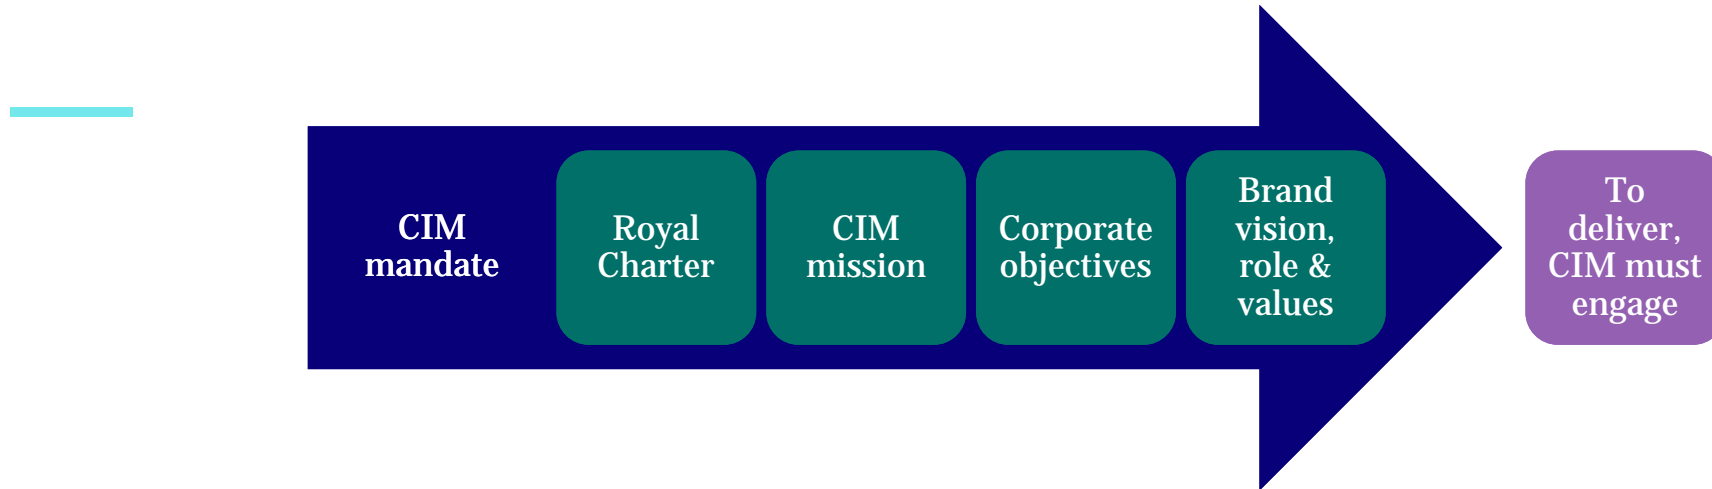 CIM
mandate
Royal
Charter
CIM
mission
Corporate
objectives
Brand
vision,
role &
values
To
deliver,
CIM must
engage